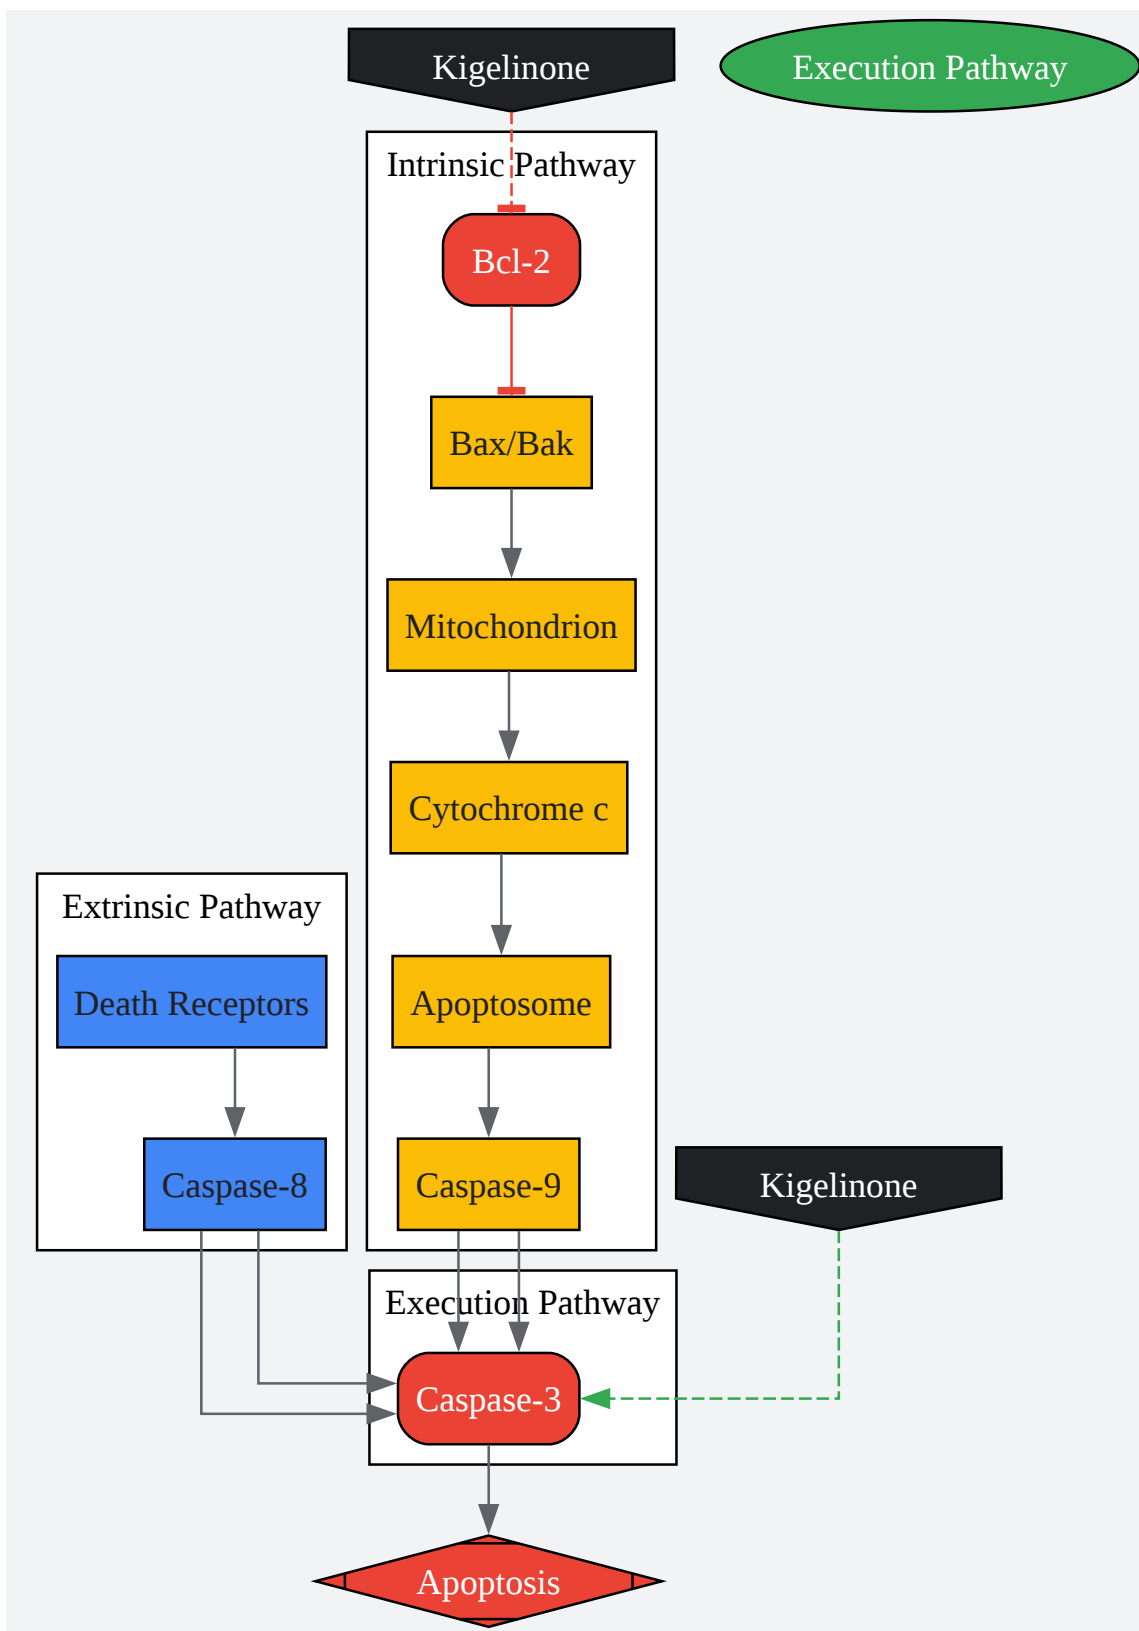 Kigelinone
Execution Pathway
Intrinsic Pathway
Bcl-2
Bax/Bak
Mitochondrion
Cytochrome c
Extrinsic Pathway
Death Receptors
Apoptosome
Caspase-8
Caspase-9
Kigelinone
Execution Pathway
Caspase-3
Apoptosis